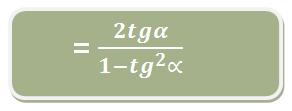 = 2tgα / 1−tg²∝